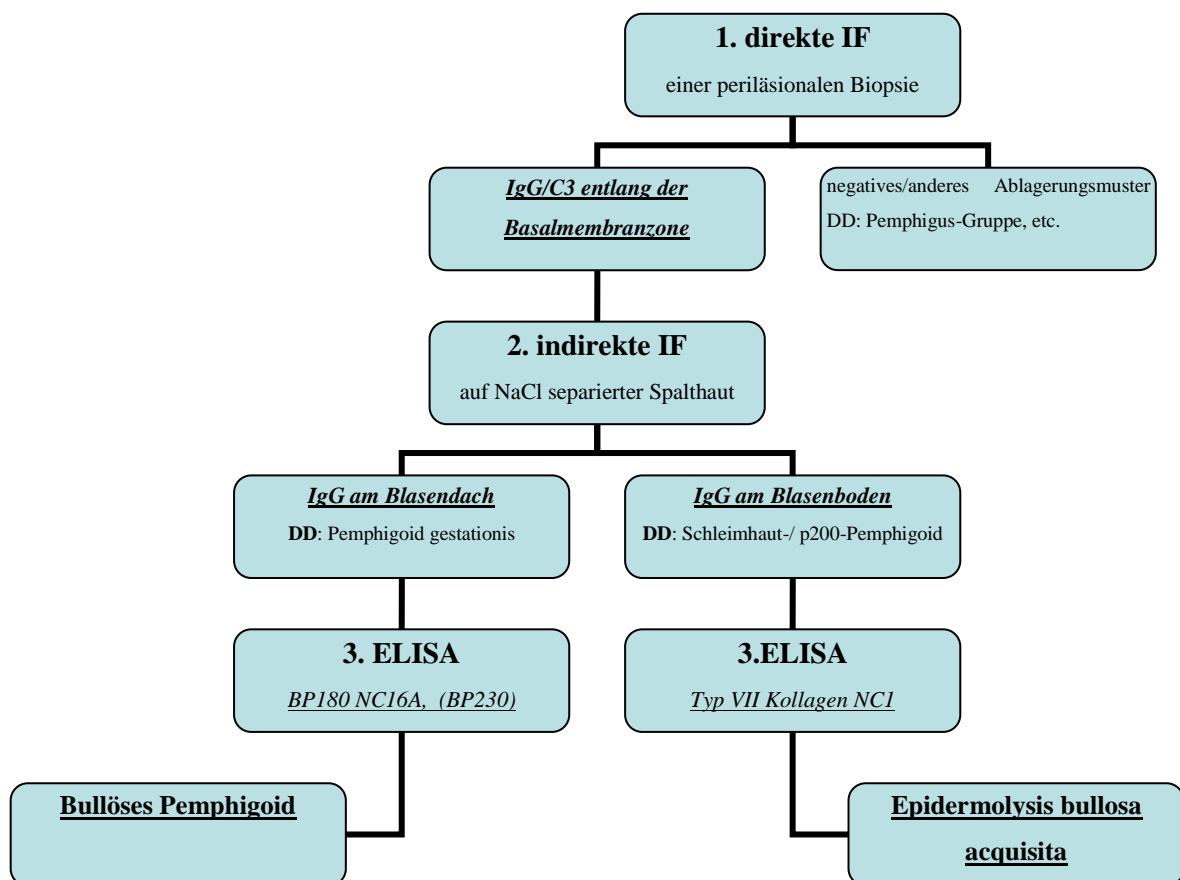 1. direkte IF
einer periläsionalen Biopsie
IgG/C3 entlang der
Basalmembranzone
negatives/anderes Ablagerungsmuster
DD: Pemphigus-Gruppe, etc.
2. indirekte IF
auf NaCl separierter Spalthaut
IgG am Blasendach
DD: Pemphigoid gestationis
IgG am Blasenboden
DD: Schleimhaut-/ p200-Pemphigoid
3. ELISA
BP180 NC16A, (BP230)
3.ELISA
Typ VII Kollagen NC1
Bullöses Pemphigoid
Epidermolysis bullosa
acquisita